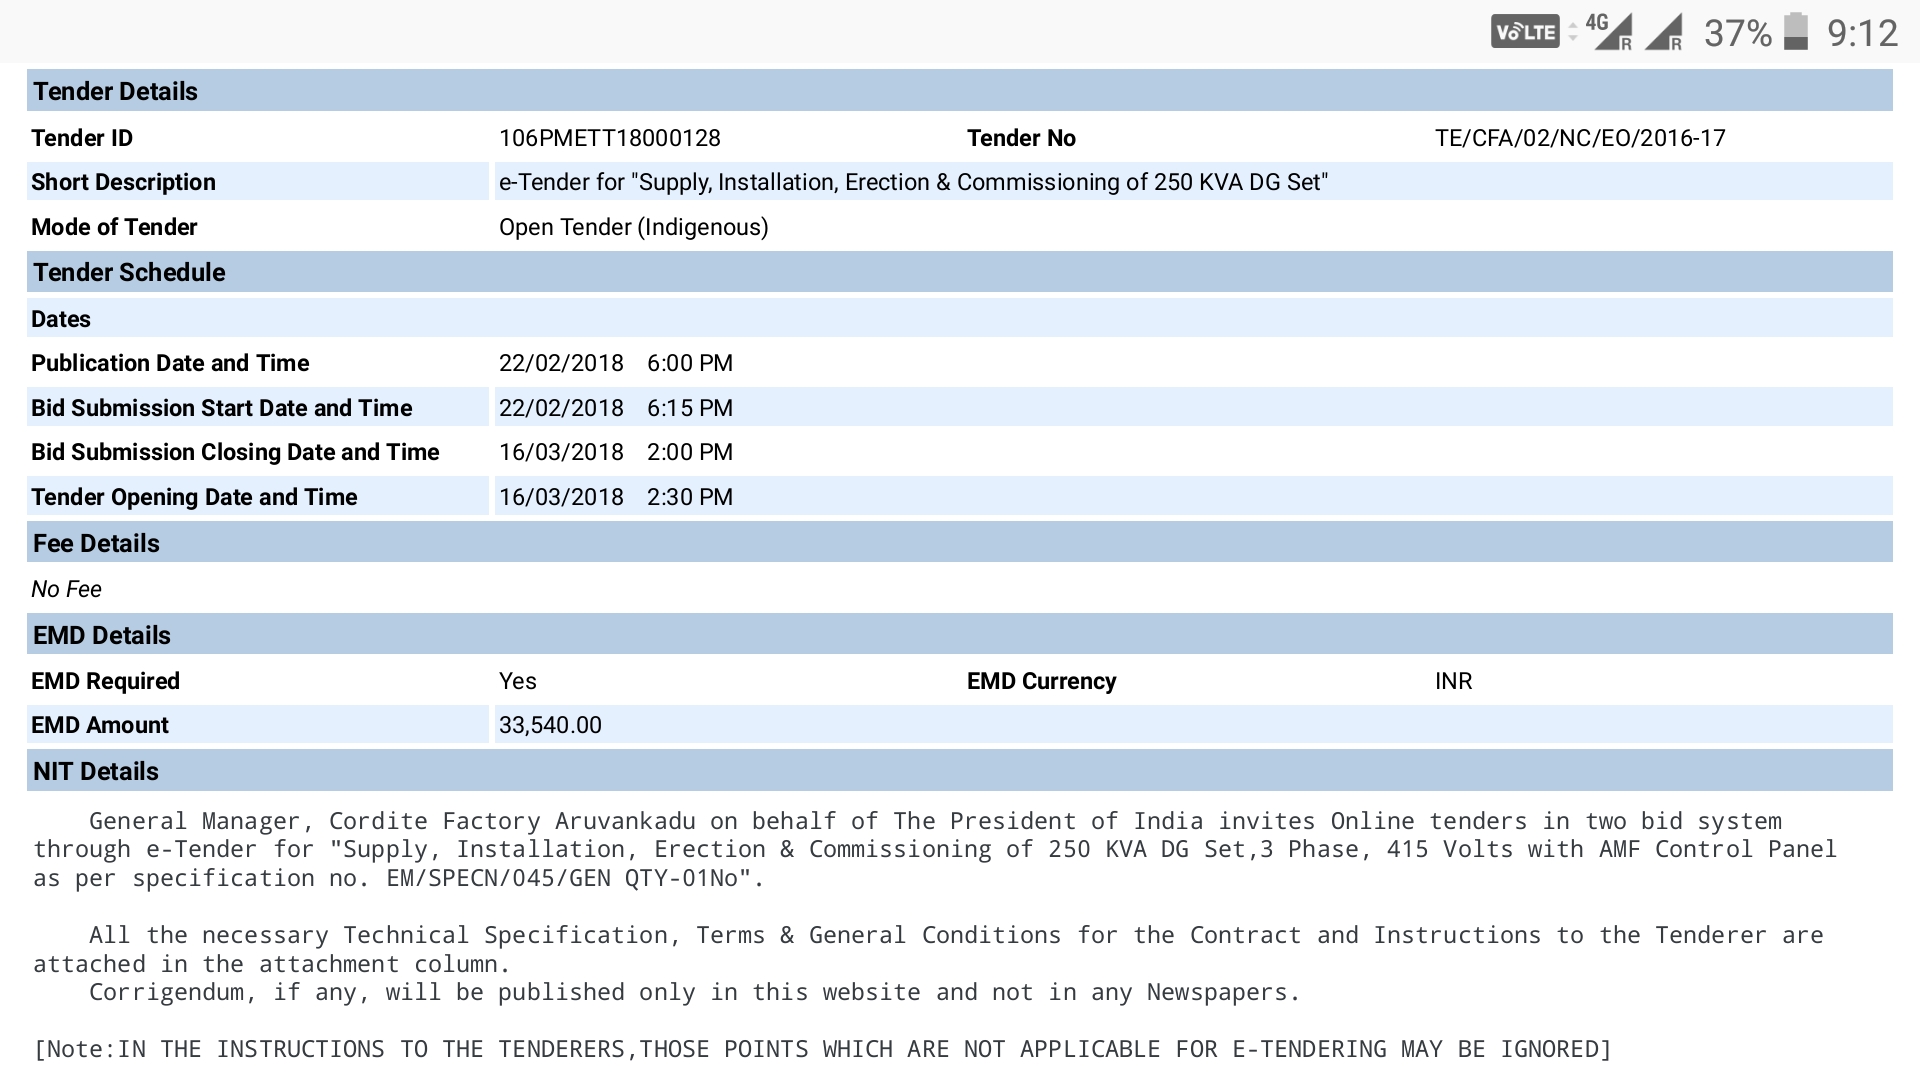 VoLTE 4G R R 37% 9:12
Tender Details
Tender ID 106PMETT18000128 Tender No TE/CFA/02/NC/EO/2016-17
Short Description e-Tender for "Supply, Installation, Erection & Commissioning of 250 KVA DG Set"
Mode of Tender Open Tender (Indigenous)
Tender Schedule
Dates
Publication Date and Time 22/02/2018 6:00 PM
Bid Submission Start Date and Time 22/02/2018 6:15 PM
Bid Submission Closing Date and Time 16/03/2018 2:00 PM
Tender Opening Date and Time 16/03/2018 2:30 PM
Fee Details
No Fee
EMD Details
EMD Required Yes EMD Currency INR
EMD Amount 33,540.00
NIT Details
General Manager, Cordite Factory Aruvankadu on behalf of The President of India invites Online tenders in two bid system
through e-Tender for "Supply, Installation, Erection & Commissioning of 250 KVA DG Set,3 Phase, 415 Volts with AMF Control Panel
as per specification no. EM/SPECN/045/GEN QTY-01No".
All the necessary Technical Specification, Terms & General Conditions for the Contract and Instructions to the Tenderer are
attached in the attachment column.
Corrigendum, if any, will be published only in this website and not in any Newspapers.
[Note:IN THE INSTRUCTIONS TO THE TENDERERS,THOSE POINTS WHICH ARE NOT APPLICABLE FOR E-TENDERING MAY BE IGNORED]